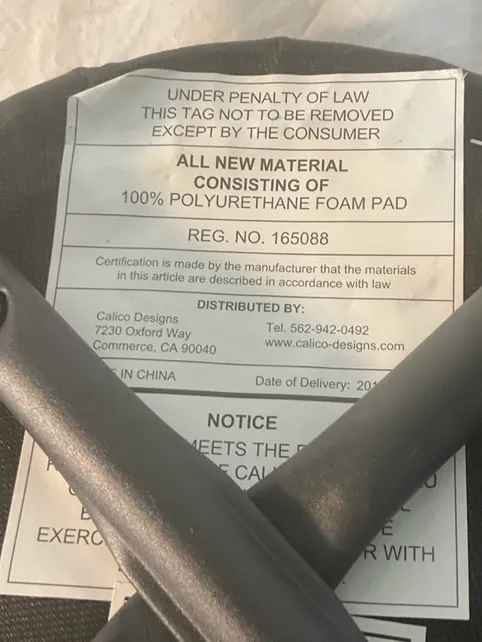 UNDER PENALTY OF LAW
THIS TAG NOT TO BE REMOVED
EXCEPT BY THE CONSUMER
ALL NEW MATERIAL
CONSISTING OF
100% POLYURETHANE FOAM PAD
REG. NO. 165088
Certification is made by the manufacturer that the materials
in this article are described in accordance with law
DISTRIBUTED BY:
Calico Designs
7230 Oxford Way
Commerce, CA 90040
Tel. 562-942-0492
www.calico-designs.com
IN CHINA
Date of Delivery: 201
NOTICE
MEETS THE
WITH